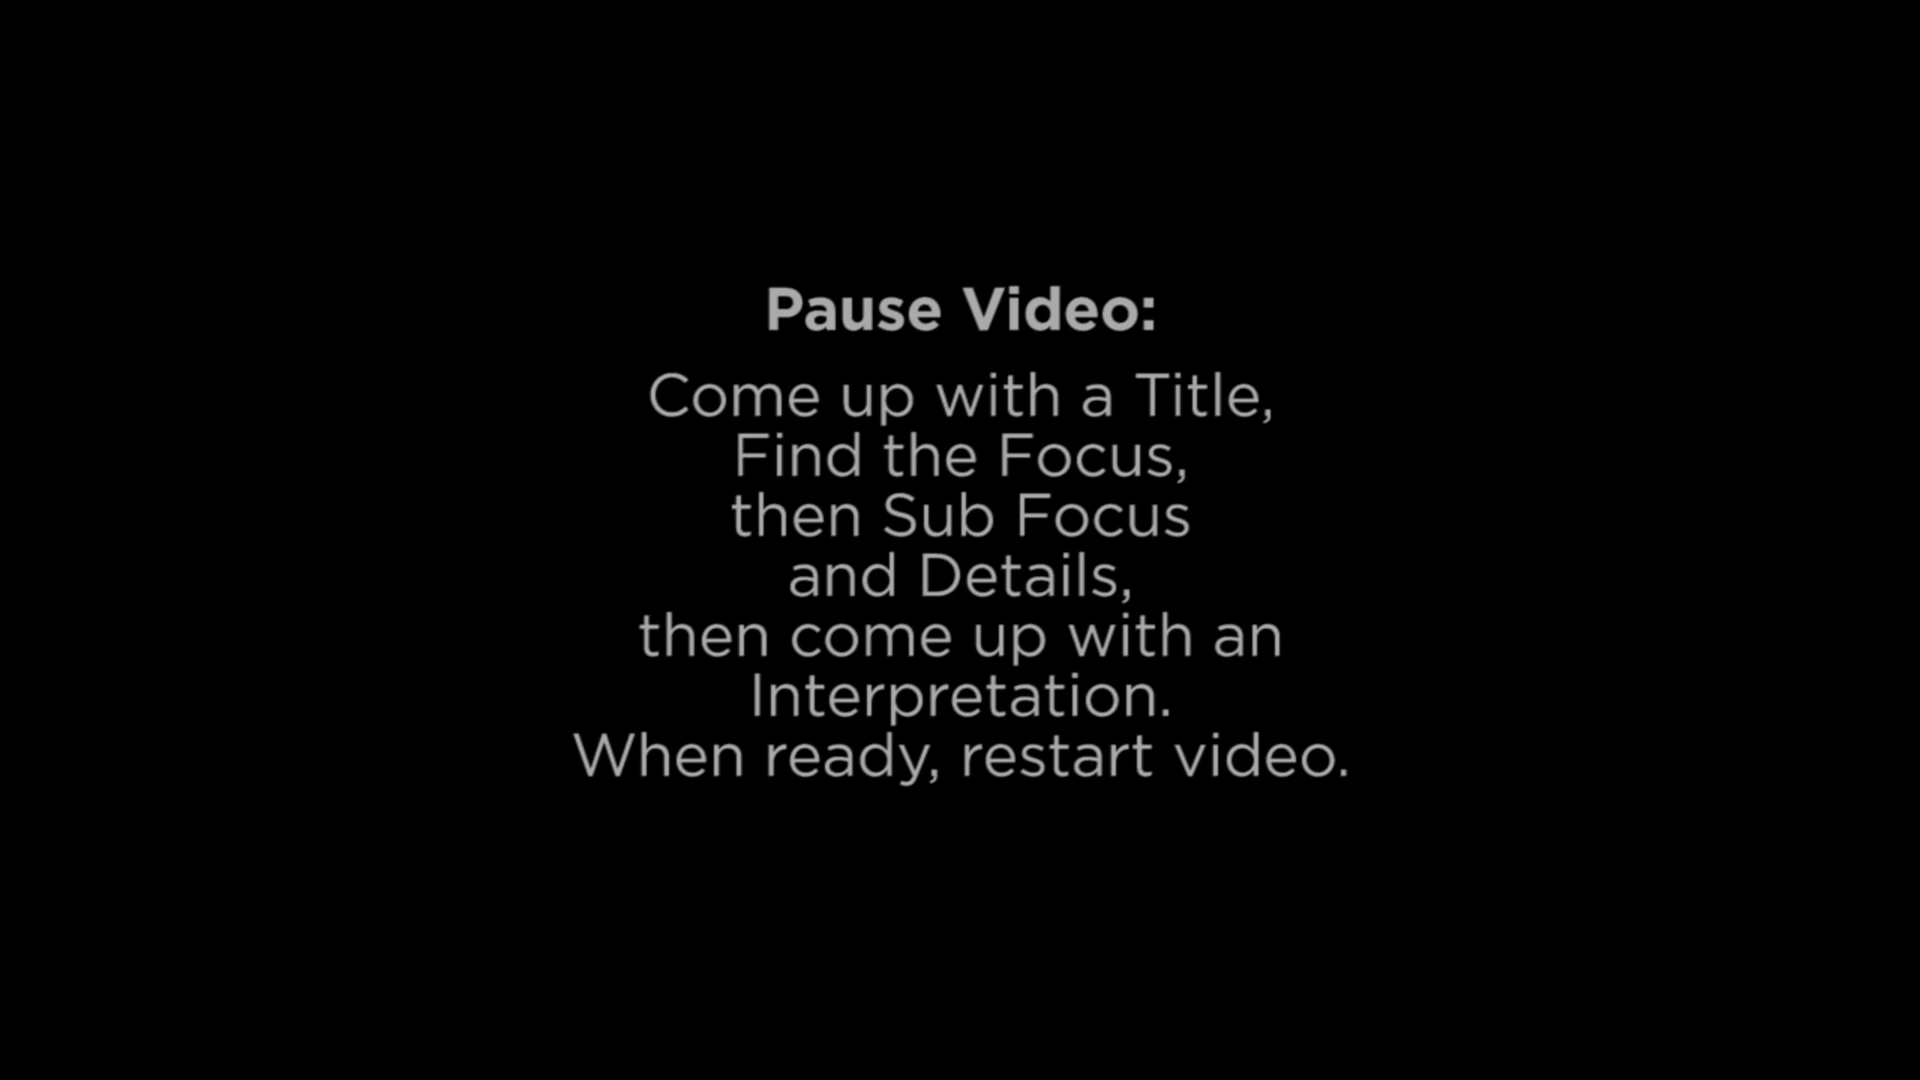 Pause Video:
Come up with a Title,
Find the Focus,
then Sub Focus
and Details,
then come up with an
Interpretation.
When ready, restart video.